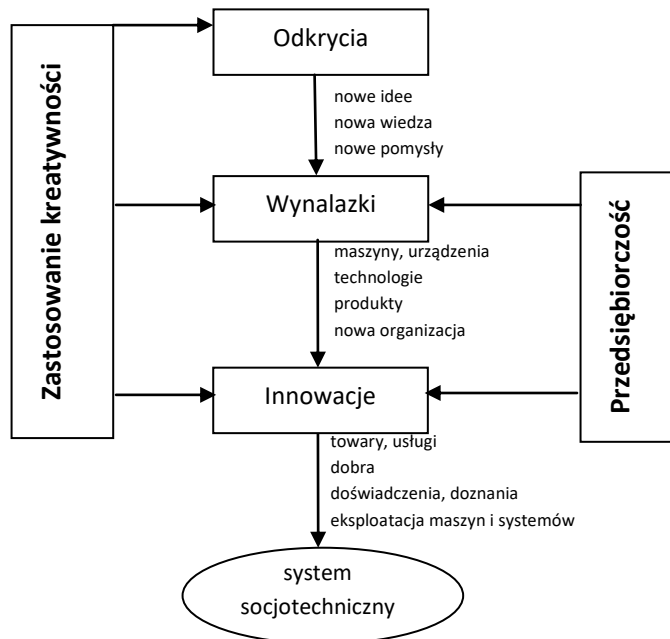 Zastosowanie kreatywności
Odkrycia
nowe idee
nowa wiedza
nowe pomysły
Wynalazki
maszyny, urządzenia
technologie
produkty
nowa organizacja
Przedsiębiorczość
Innowacje
towary, usługi
dobra
doświadczenia, doznania
eksploatacja maszyn i systemów
system
socjotechniczny